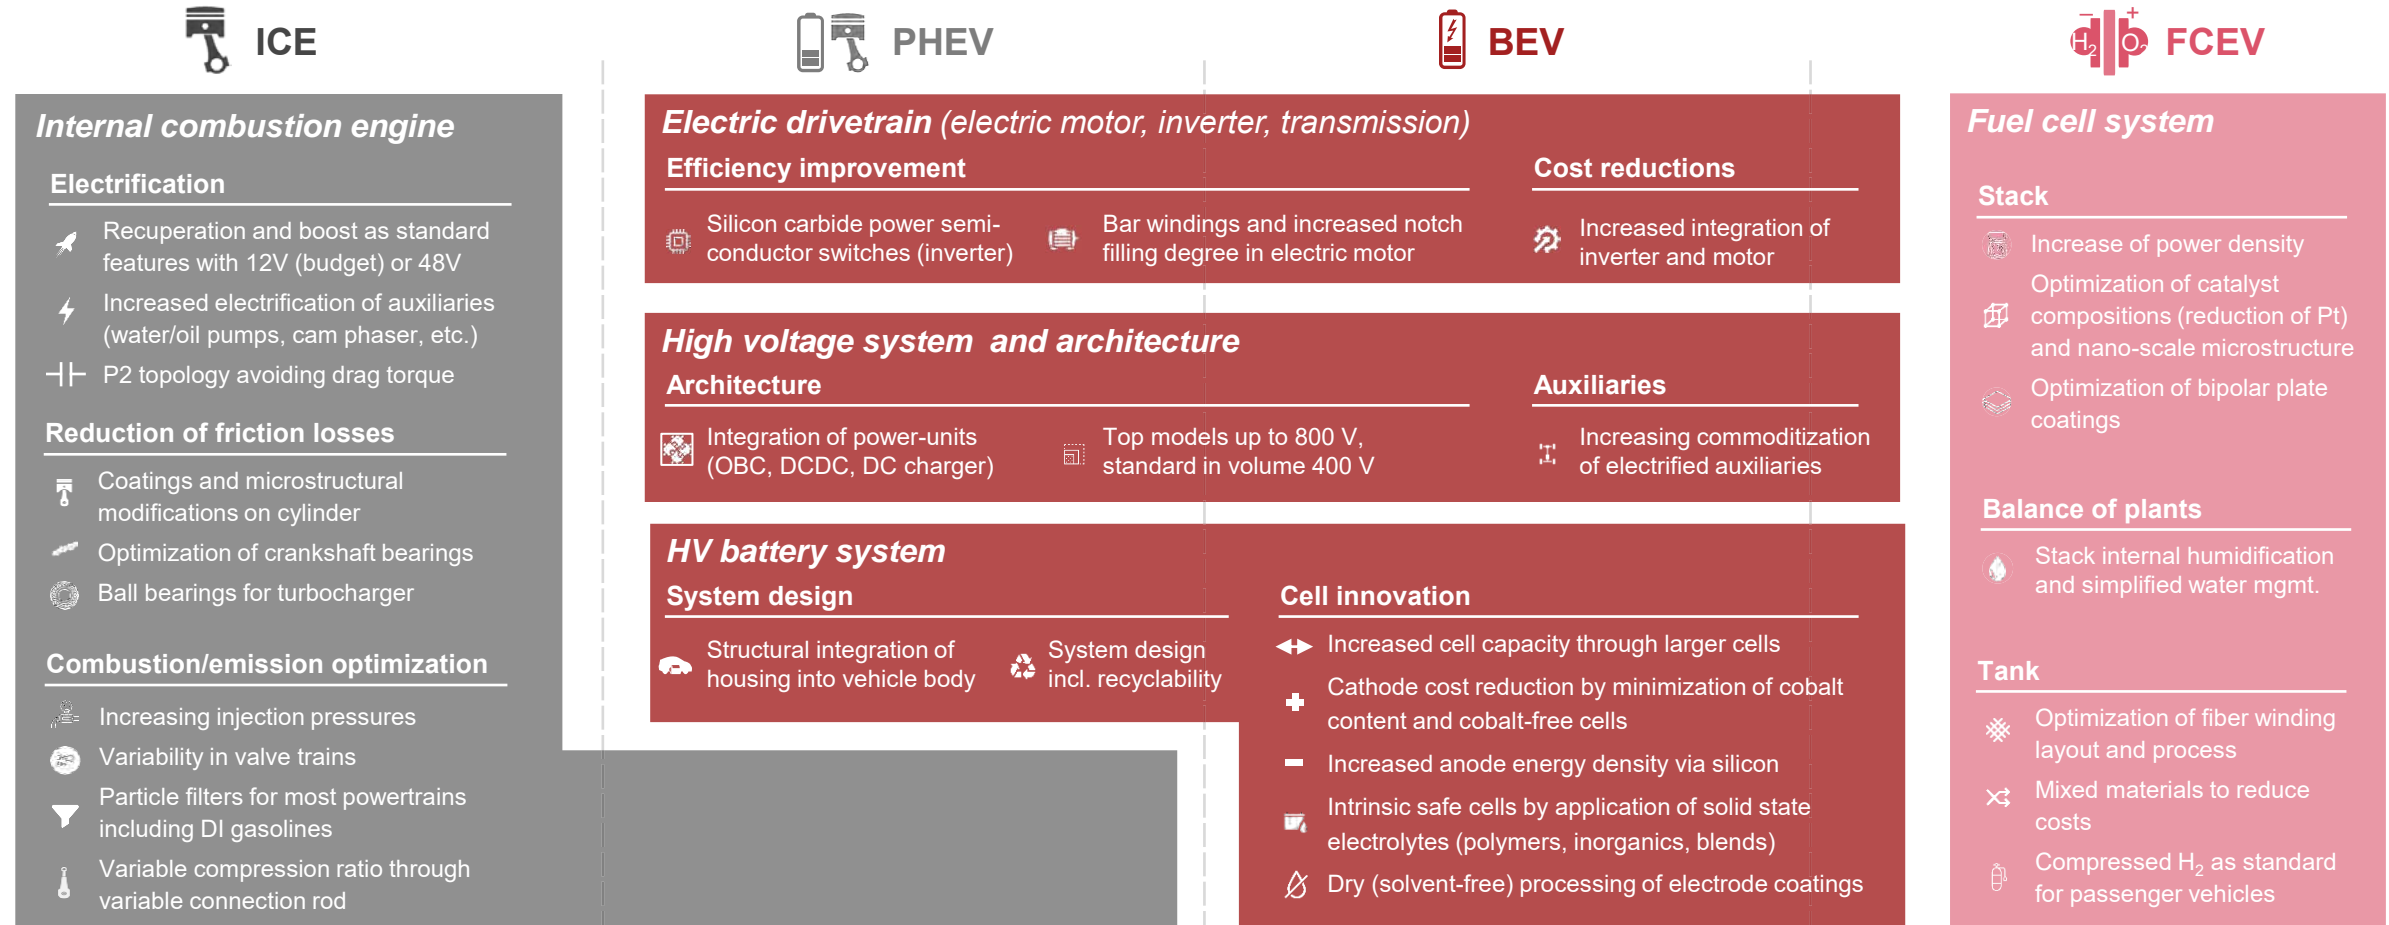 ICE
PHEV
BEV
− +
H2 O2
FCEV
Internal combustion engine
Electrification
Recuperation and boost as standard
features with 12V (budget) or 48V
Increased electrification of auxiliaries
(water/oil pumps, cam phaser, etc.)
P2 topology avoiding drag torque
Reduction of friction losses
Coatings and microstructural
modifications on cylinder
Optimization of crankshaft bearings
Ball bearings for turbocharger
Combustion/emission optimization
Increasing injection pressures
Variability in valve trains
Particle filters for most powertrains
including DI gasolines
Variable compression ratio through
variable connection rod
Electric drivetrain (electric motor, inverter, transmission)
Efficiency improvement
Silicon carbide power semi-
conductor switches (inverter)
Bar windings and increased notch
filling degree in electric motor
Cost reductions
Increased integration of
inverter and motor
High voltage system  and architecture
Architecture
Integration of power-units
(OBC, DCDC, DC charger)
Top models up to 800 V,
standard in volume 400 V
Auxiliaries
Increasing commoditization
of electrified auxiliaries
HV battery system
System design
Structural integration of
housing into vehicle body
System design
incl. recyclability
Cell innovation
Increased cell capacity through larger cells
Cathode cost reduction by minimization of cobalt
content and cobalt-free cells
Increased anode energy density via silicon
Intrinsic safe cells by application of solid state
electrolytes (polymers, inorganics, blends)
Dry (solvent-free) processing of electrode coatings
Fuel cell system
Stack
Increase of power density
Optimization of catalyst
compositions (reduction of Pt)
and nano-scale microstructure
Optimization of bipolar plate
coatings
Balance of plants
Stack internal humidification
and simplified water mgmt.
Tank
Optimization of fiber winding
layout and process
Mixed materials to reduce
costs
Compressed H₂ as standard
for passenger vehicles